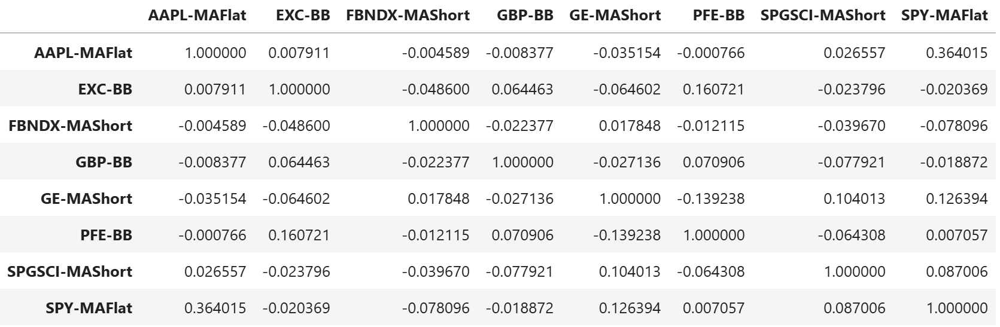 AAPL-MAFlat EXC-BB FBNDX-MAShort GBP-BB GE-MAShort PFE-BB SPGSCI-MAShort SPY-MAFlat
AAPL-MAFlat 1.000000 0.007911 -0.004589 -0.008377 -0.035154 -0.000766 0.026557 0.364015
EXC-BB 0.007911 1.000000 -0.048600 0.064463 -0.064602 0.160721 -0.023796 -0.020369
FBNDX-MAShort -0.004589 -0.048600 1.000000 -0.022377 0.017848 -0.012115 -0.039670 -0.078096
GBP-BB -0.008377 0.064463 -0.022377 1.000000 -0.027136 0.070906 -0.077921 -0.018872
GE-MAShort -0.035154 -0.064602 0.017848 -0.027136 1.000000 -0.139238 0.104013 0.126394
PFE-BB -0.000766 0.160721 -0.012115 0.070906 -0.139238 1.000000 -0.064308 0.007057
SPGSCI-MAShort 0.026557 -0.023796 -0.039670 -0.077921 0.104013 -0.064308 1.000000 0.087006
SPY-MAFlat 0.364015 -0.020369 -0.078096 -0.018872 0.126394 0.007057 0.087006 1.000000